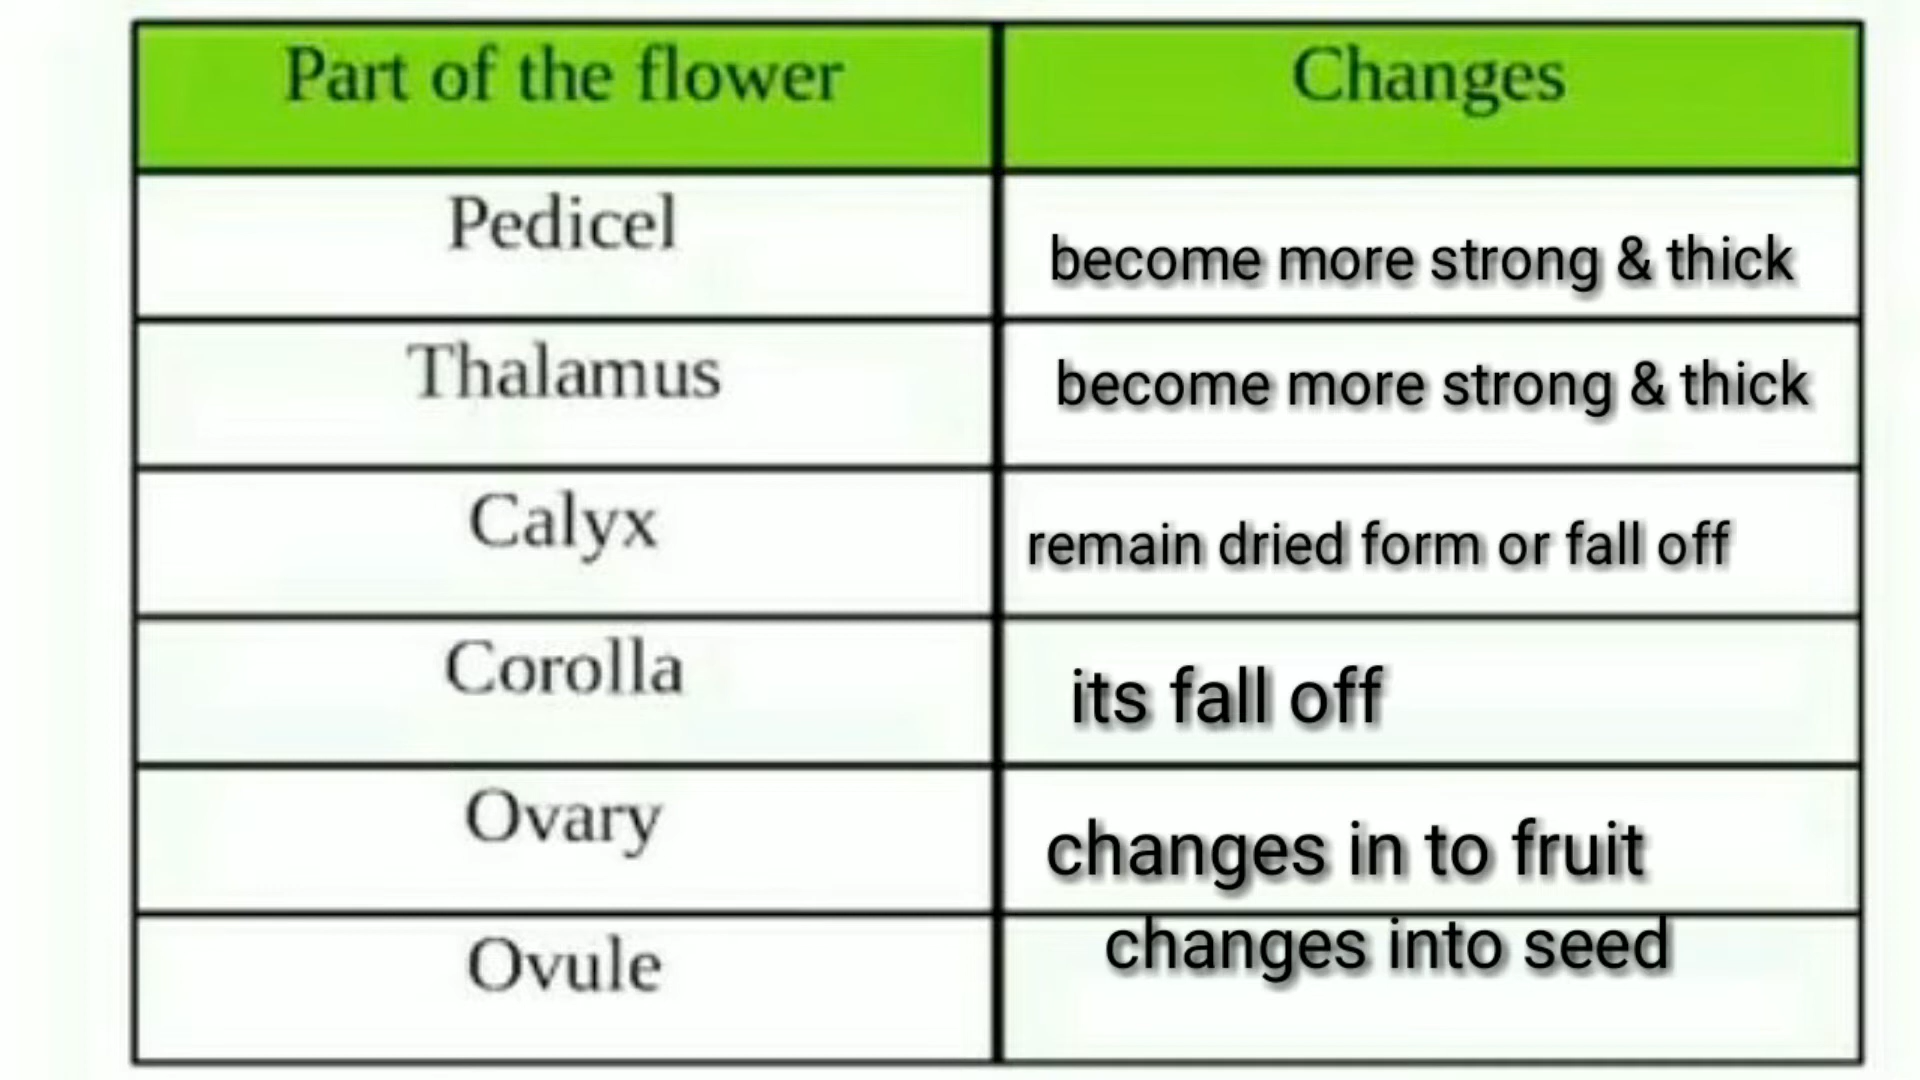 Part of the flower Changes
Pedicel become more strong & thick
Thalamus become more strong & thick
Calyx remain dried form or fall off
Corolla its fall off
Ovary changes in to fruit
Ovule changes into seed